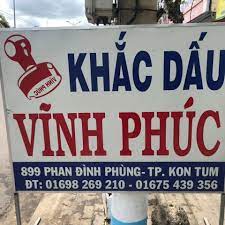 KHẮC DẤU
VĨNH PHÚC
899 PHAN ĐÌNH PHÙNG- TP. KON TUM
ĐT: 01698 269 210 - 01675 439 356